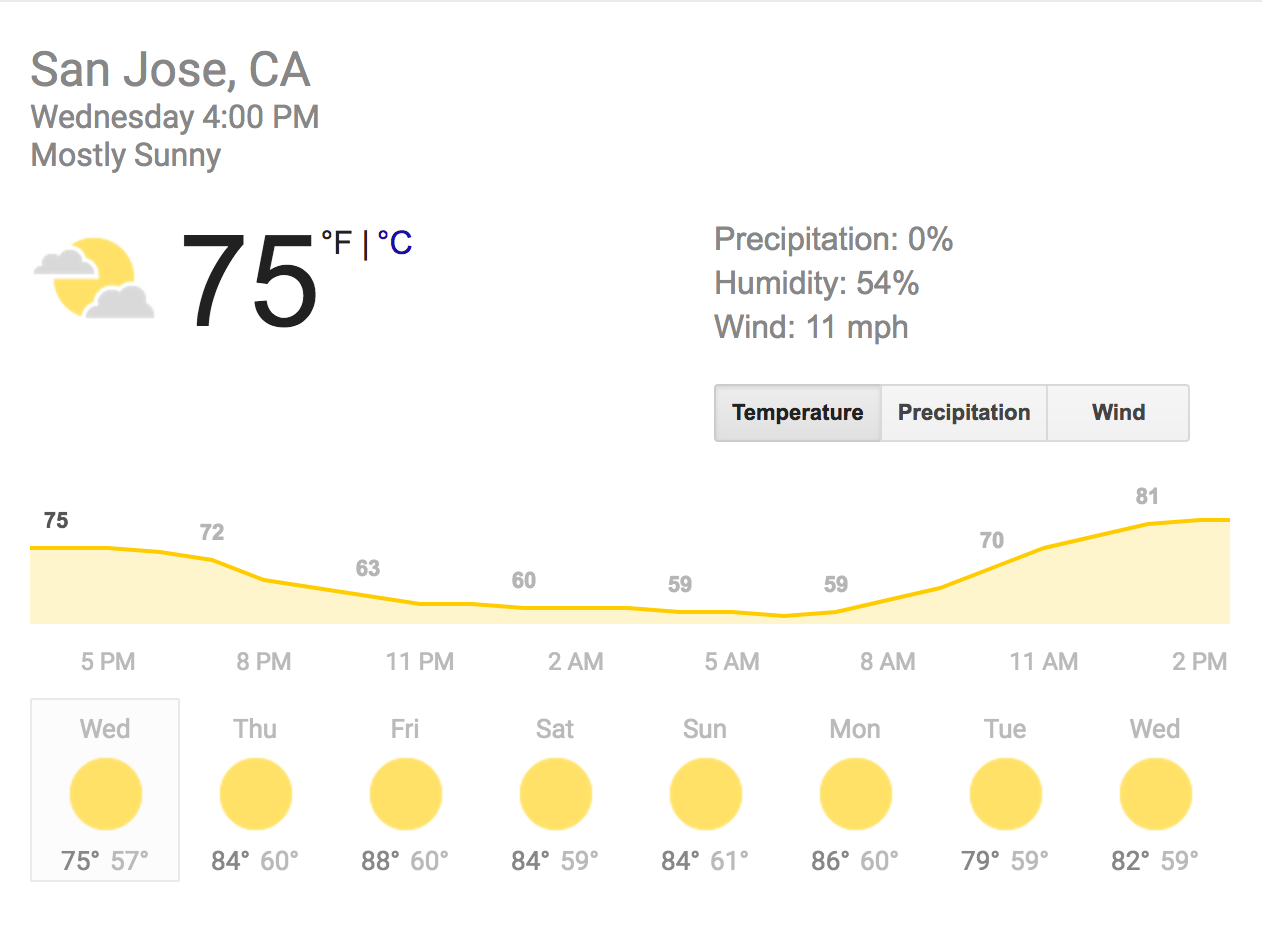 San Jose, CA
Wednesday 4:00 PM
Mostly Sunny
75 °F | °C
Precipitation: 0%
Humidity: 54%
Wind: 11 mph
Temperature Precipitation Wind
75 72 63 60 59 59 70 81
5 PM 8 PM 11 PM 2 AM 5 AM 8 AM 11 AM 2 PM
Wed Thu Fri Sat Sun Mon Tue Wed
75° 57° 84° 60° 88° 60° 84° 59° 84° 61° 86° 60° 79° 59° 82° 59°